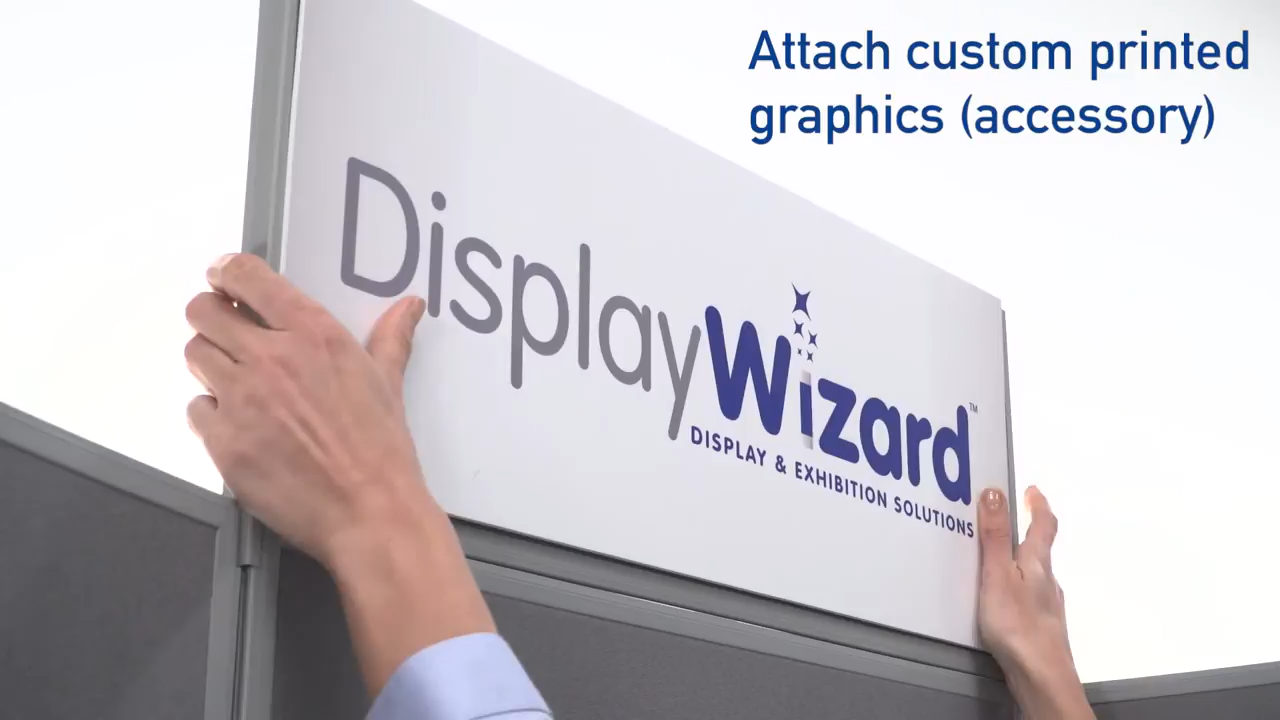 Attach custom printed
graphics (accessory)
DisplayWizard™
DISPLAY & EXHIBITION SOLUTIONS